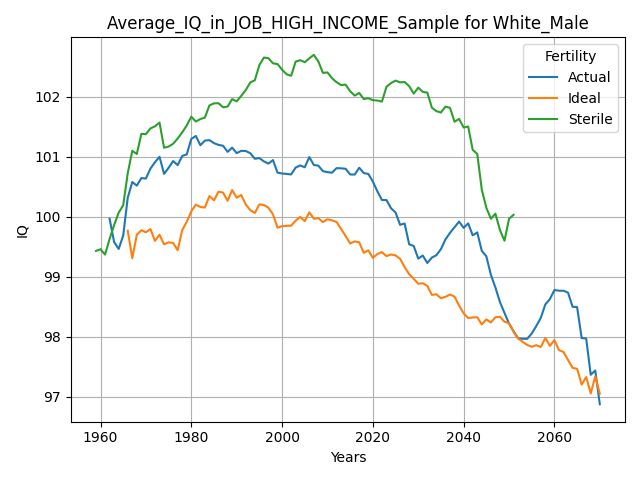 Average_IQ_in_JOB_HIGH_INCOME_Sample for White_Male
Fertility
Actual
Ideal
Sterile
102
101
100
99
98
97
IQ
1960
1980
2000
2020
2040
2060
Years